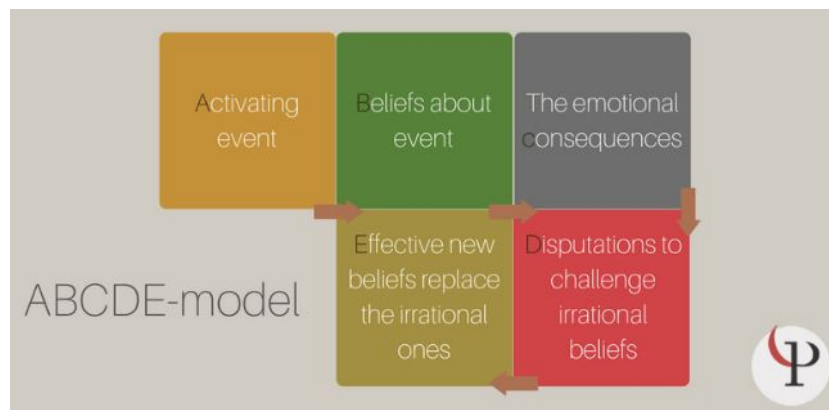 Activating
event
Beliefs about
event
The emotional
consequences
Disputations to
challenge
irrational
beliefs
Effective new
beliefs replace
the irrational
ones
ABCDE-model